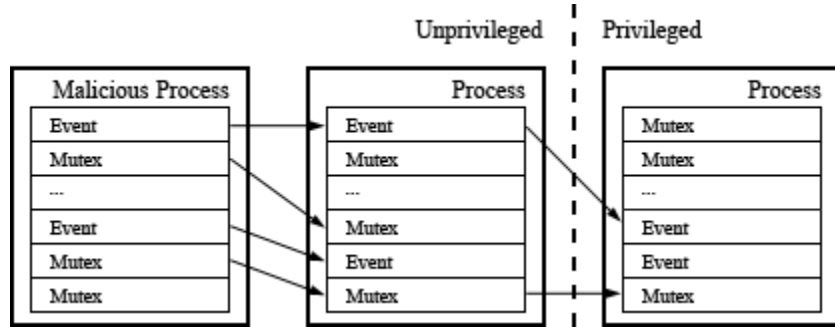 Unprivileged Privileged
Malicious Process
Event
Mutex
...
Event
Mutex
Mutex
Process
Event
Mutex
...
Mutex
Event
Mutex
Process
Mutex
Mutex
...
Event
Event
Mutex